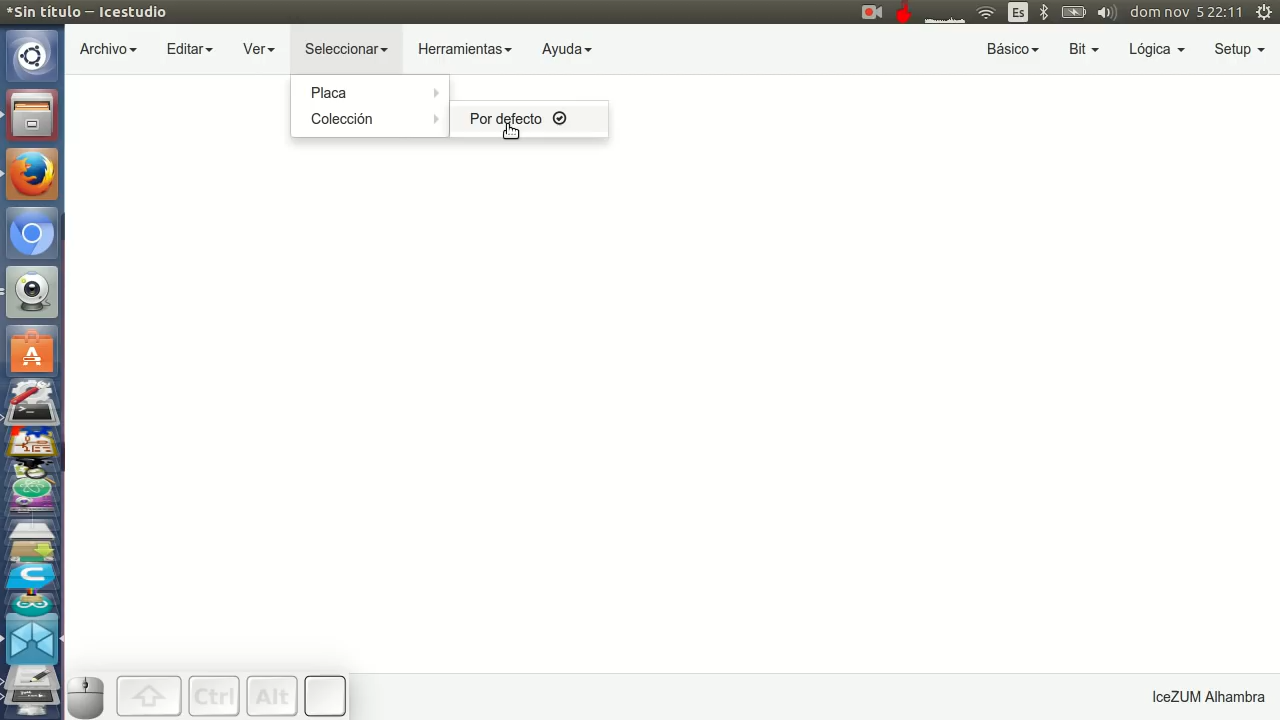 *Sin título — Icestudio
Es
dom nov 5 22:11
Archivo
Editar
Ver
Seleccionar
Herramientas
Ayuda
Básico
Bit
Lógica
Setup
Placa
Colección
Por defecto
Ctrl
Alt
IceZUM Alhambra